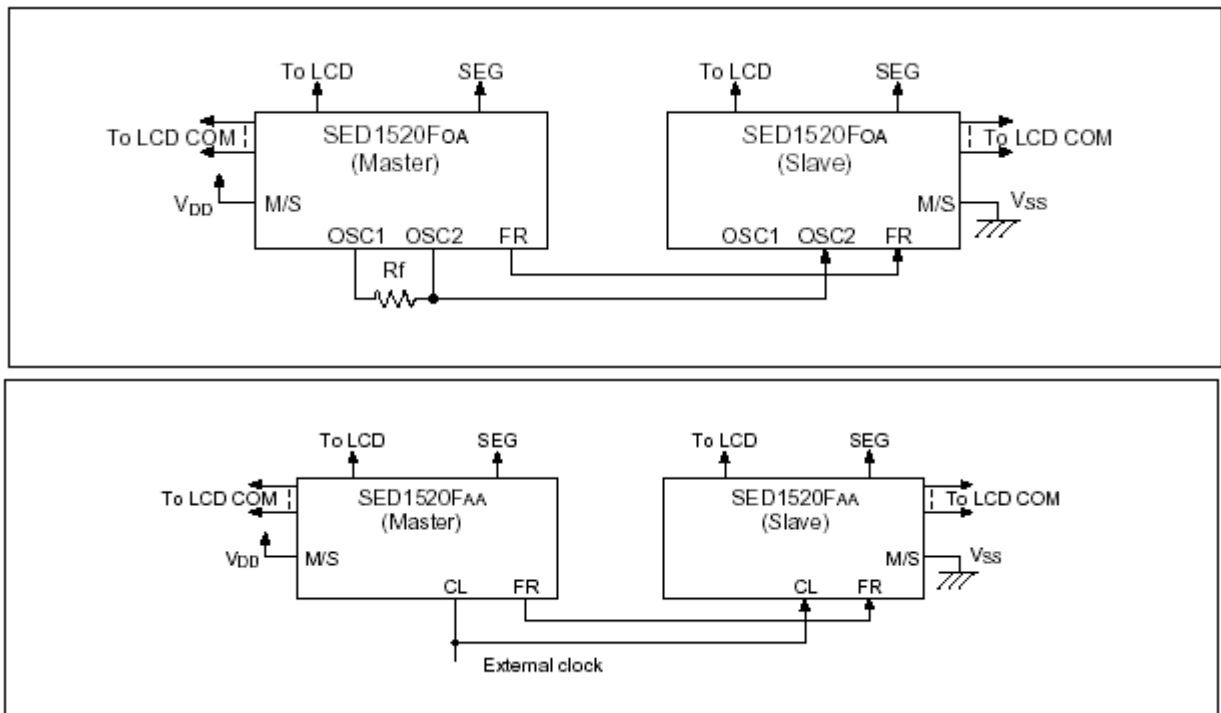 To LCD SEG To LCD SEG
To LCD COM SED1520FOA SED1520FOA To LCD COM
(Master) (Slave)
VDD M/S M/S VSS
OSC1 OSC2 FR OSC1 OSC2 FR
Rf
To LCD SEG To LCD SEG
To LCD COM SED1520FAA SED1520FAA To LCD COM
(Master) (Slave)
VDD M/S M/S VSS
CL FR CL FR
External clock